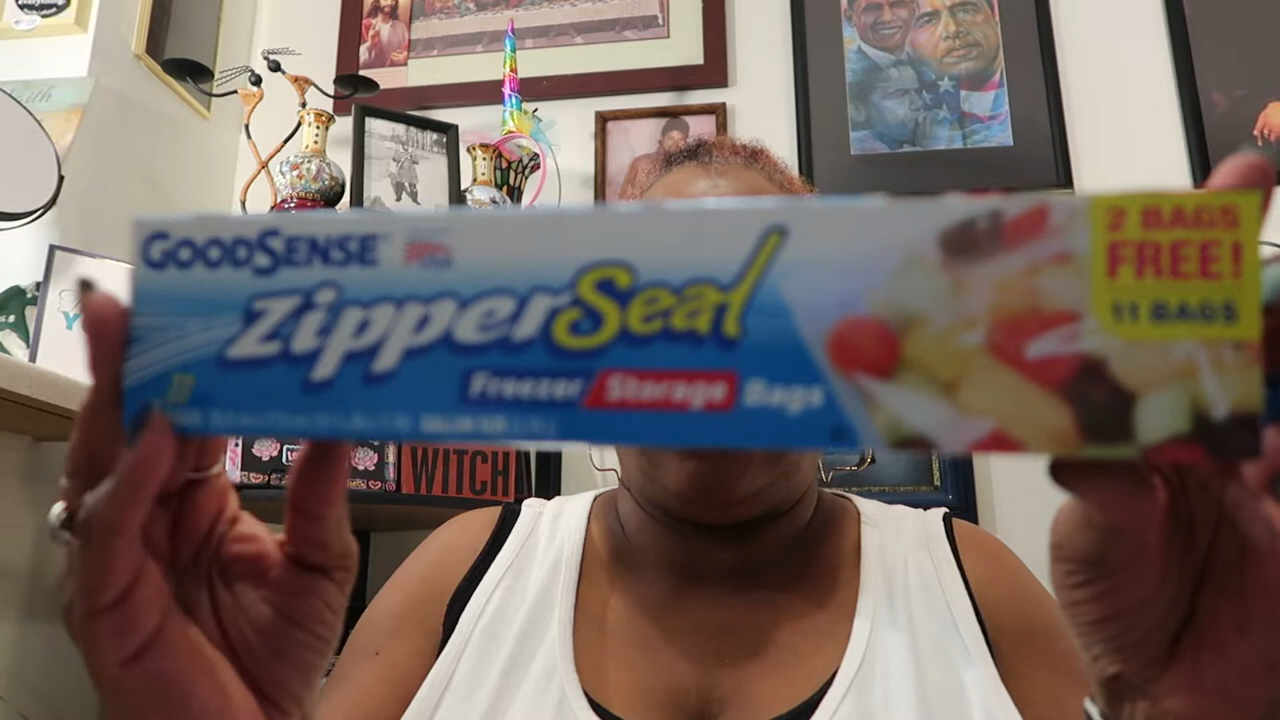 GOODSENSE
ZipperSeal
Freezer Storage Bags
2 BAGS
FREE!
11 BAGS
WITCH